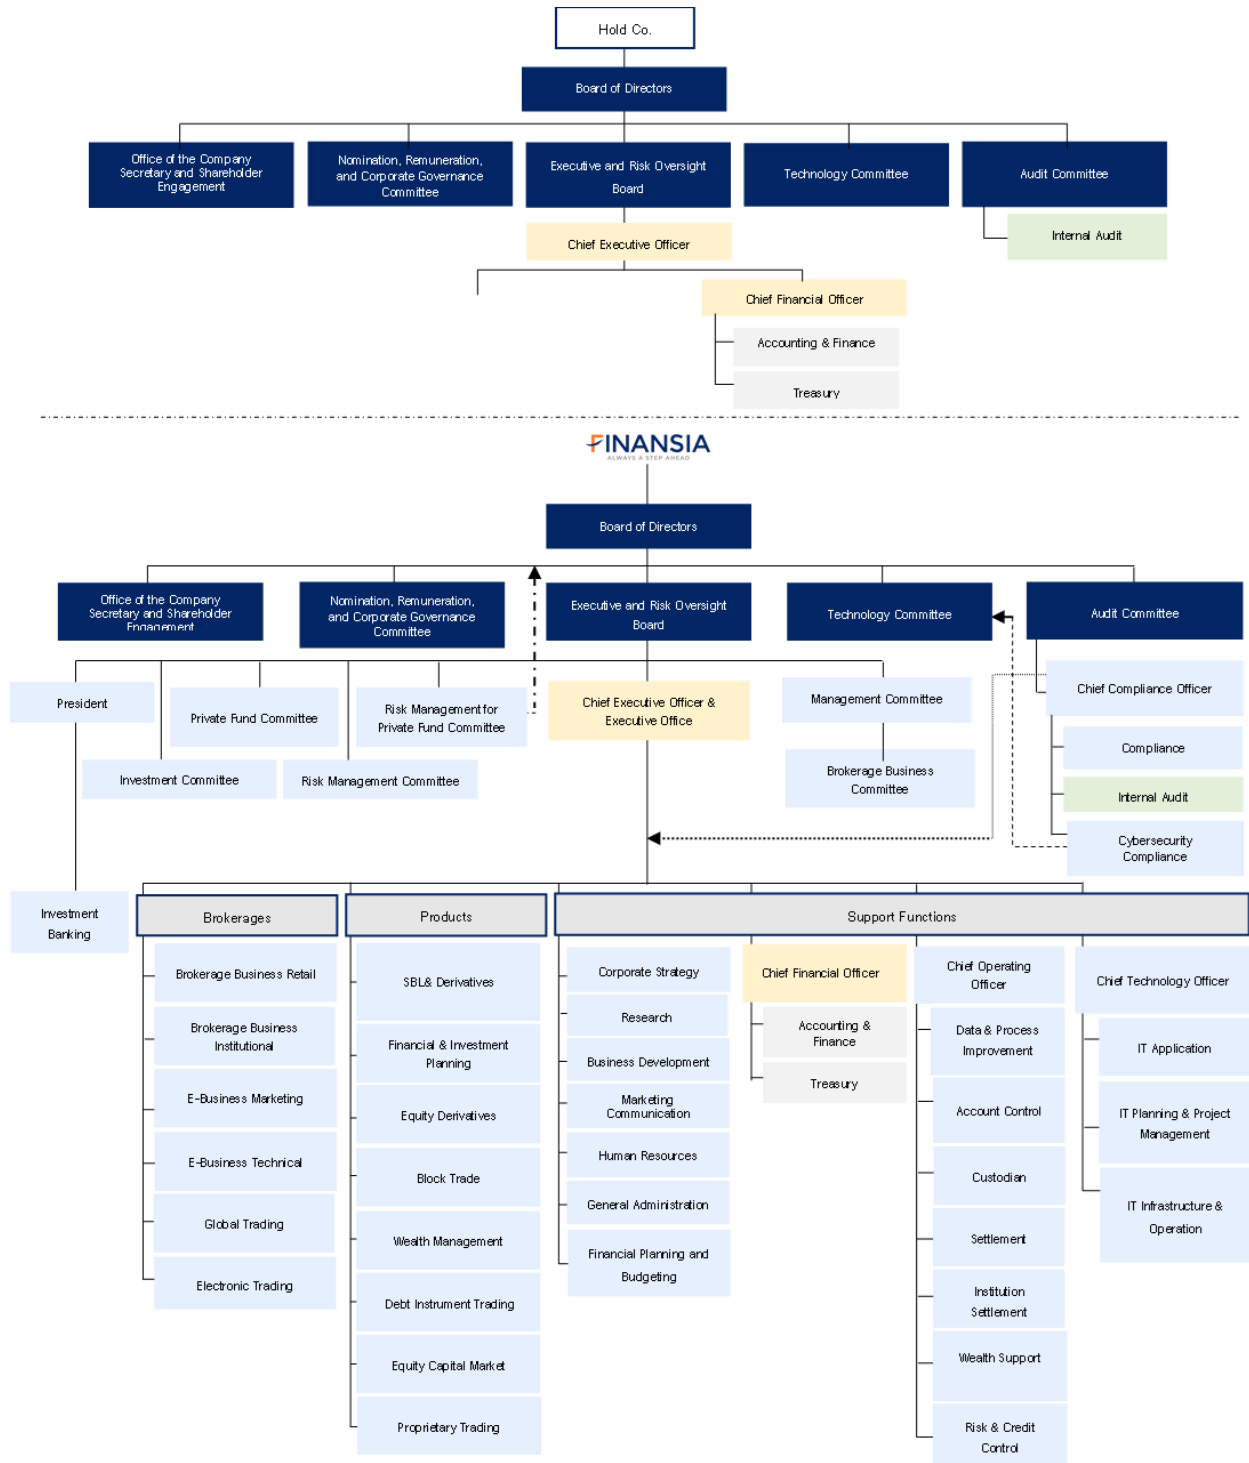 Hold Co.
Board of Directors
Office of the Company
Secretary and Shareholder
Engagement
Nomination, Remuneration,
and Corporate Governance
Committee
Executive and Risk Oversight
Board
Technology Committee
Audit Committee
Internal Audit
Chief Executive Officer
Chief Financial Officer
Accounting & Finance
Treasury
FINANSIA
ALWAYS A STEP AHEAD
Board of Directors
Office of the Company
Secretary and Shareholder
Engagement
Nomination, Remuneration,
and Corporate Governance
Committee
Executive and Risk Oversight
Board
Technology Committee
Audit Committee
President
Private Fund Committee
Risk Management for
Private Fund Committee
Investment Committee
Risk Management Committee
Chief Executive Officer &
Executive Office
Management Committee
Brokerage Business
Committee
Chief Compliance Officer
Compliance
Internal Audit
Cybersecurity
Compliance
Investment
Banking
Brokerages
Brokerage Business Retail
Brokerage Business
Institutional
E-Business Marketing
E-Business Technical
Global Trading
Electronic Trading
Products
SBL& Derivatives
Financial & Investment
Planning
Equity Derivatives
Block Trade
Wealth Management
Debt Instrument Trading
Equity Capital Market
Proprietary Trading
Support Functions
Corporate Strategy
Research
Business Development
Marketing
Communication
Human Resources
General Administration
Financial Planning and
Budgeting
Chief Financial Officer
Accounting &
Finance
Treasury
Chief Operating
Officer
Data & Process
Improvement
Account Control
Custodian
Settlement
Institution
Settlement
Wealth Support
Risk & Credit
Control
Chief Technology Officer
IT Application
IT Planning & Project
Management
IT Infrastructure &
Operation